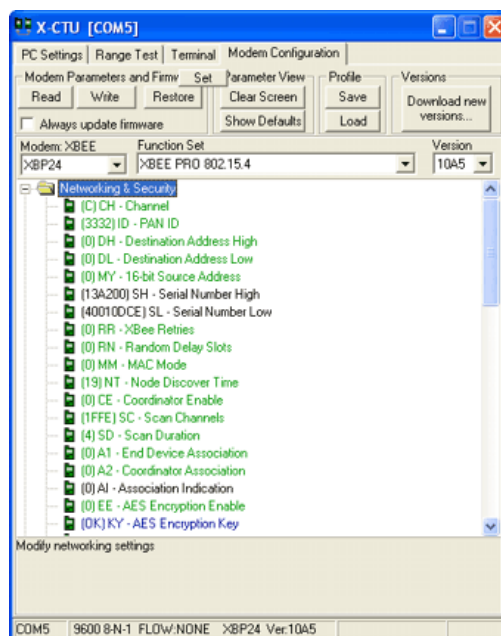 X-CTU [COM5]
PC Settings Range Test Terminal Modem Configuration
Modem Parameters and Firmw Set Parameter View Profile Versions
Read Write Restore Clear Screen Save Download new versions...
Always update firmware Show Defaults Load
Modem: XBEE Function Set Version
XBP24 XBEE PRO 802.15.4 10A5
Networking & Security
(C) CH - Channel
(3332) ID - PAN ID
(0) DH - Destination Address High
(0) DL - Destination Address Low
(0) MY - 16-bit Source Address
(13A200) SH - Serial Number High
(40010DCE) SL - Serial Number Low
(0) RR - XBee Retries
(0) RN - Random Delay Slots
(0) MM - MAC Mode
(19) NT - Node Discover Time
(0) CE - Coordinator Enable
(1FFE) SC - Scan Channels
(4) SD - Scan Duration
(0) A1 - End Device Association
(0) A2 - Coordinator Association
(0) AI - Association Indication
(0) EE - AES Encryption Enable
(OK) KY - AES Encryption Key
Modify networking settings
COM5 9600 8-N-1 FLOW:NONE XBP24 Ver:10A5